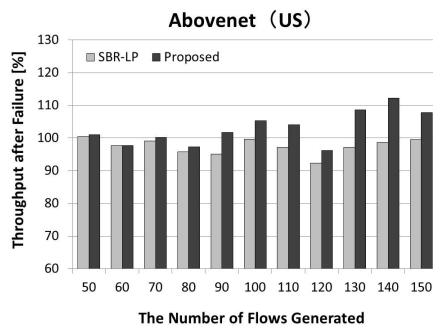 Abovenet（US）
130
120
110
100
90
80
70
60
Throughput after Failure [%]
SBR-LP Proposed
50 60 70 80 90 100 110 120 130 140 150
The Number of Flows Generated